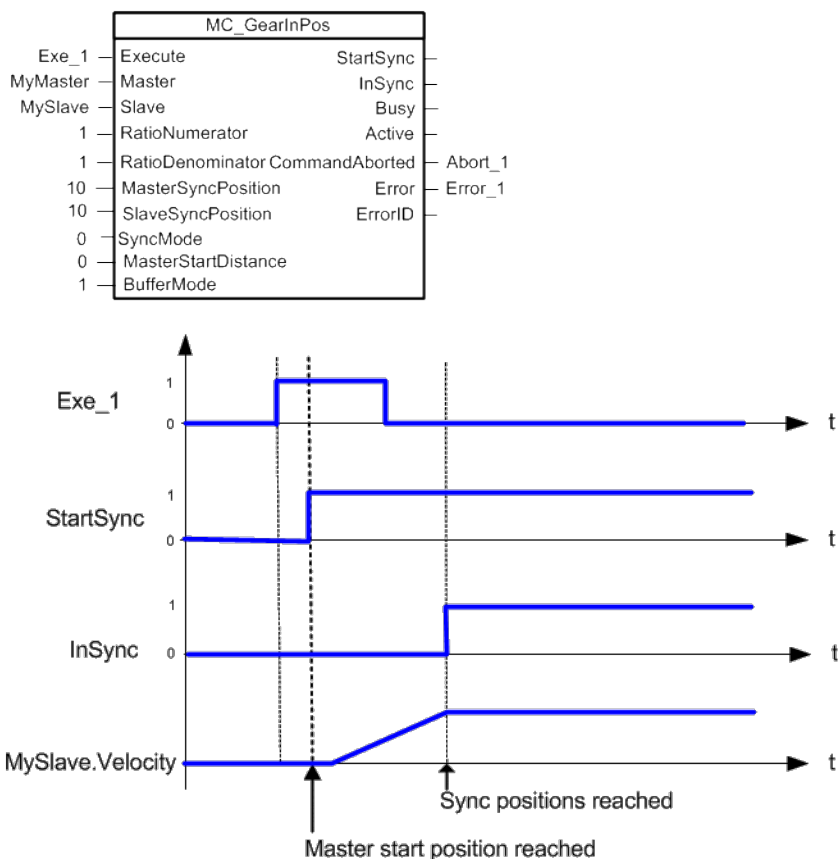 MC_GearInPos
Exe_1 Execute StartSync
MyMaster Master InSync
MySlave Slave Busy
1 RatioNumerator Active
1 RatioDenominator CommandAborted Abort_1
10 MasterSyncPosition Error Error_1
10 SlaveSyncPosition ErrorID
0 SyncMode
0 MasterStartDistance
1 BufferMode
1
Exe_1
0 t
1
StartSync
0 t
1
InSync 0 t
MySlave.Velocity t
Sync positions reached
Master start position reached